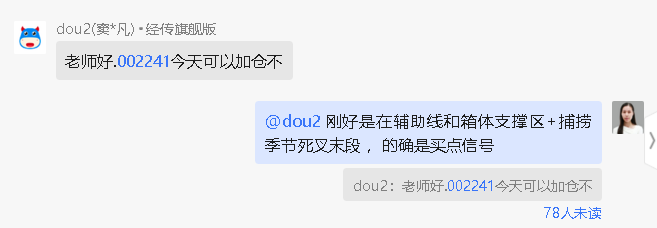 dou2(窦*凡)•经传旗舰版
老师好.002241今天可以加仓不
@dou2 刚好是在辅助线和箱体支撑区+捕捞
季节死叉末段 ，的确是买点信号
dou2：老师好.002241今天可以加仓不
78人未读